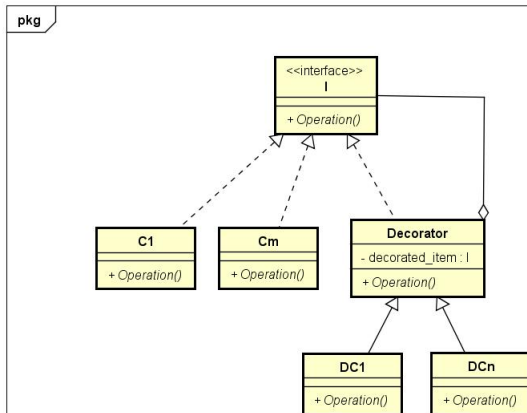 pkg
<<interface>>
I
+ Operation()
C1
+ Operation()
Cm
+ Operation()
Decorator
- decorated_item : I
+ Operation()
DC1
+ Operation()
DCn
+ Operation()